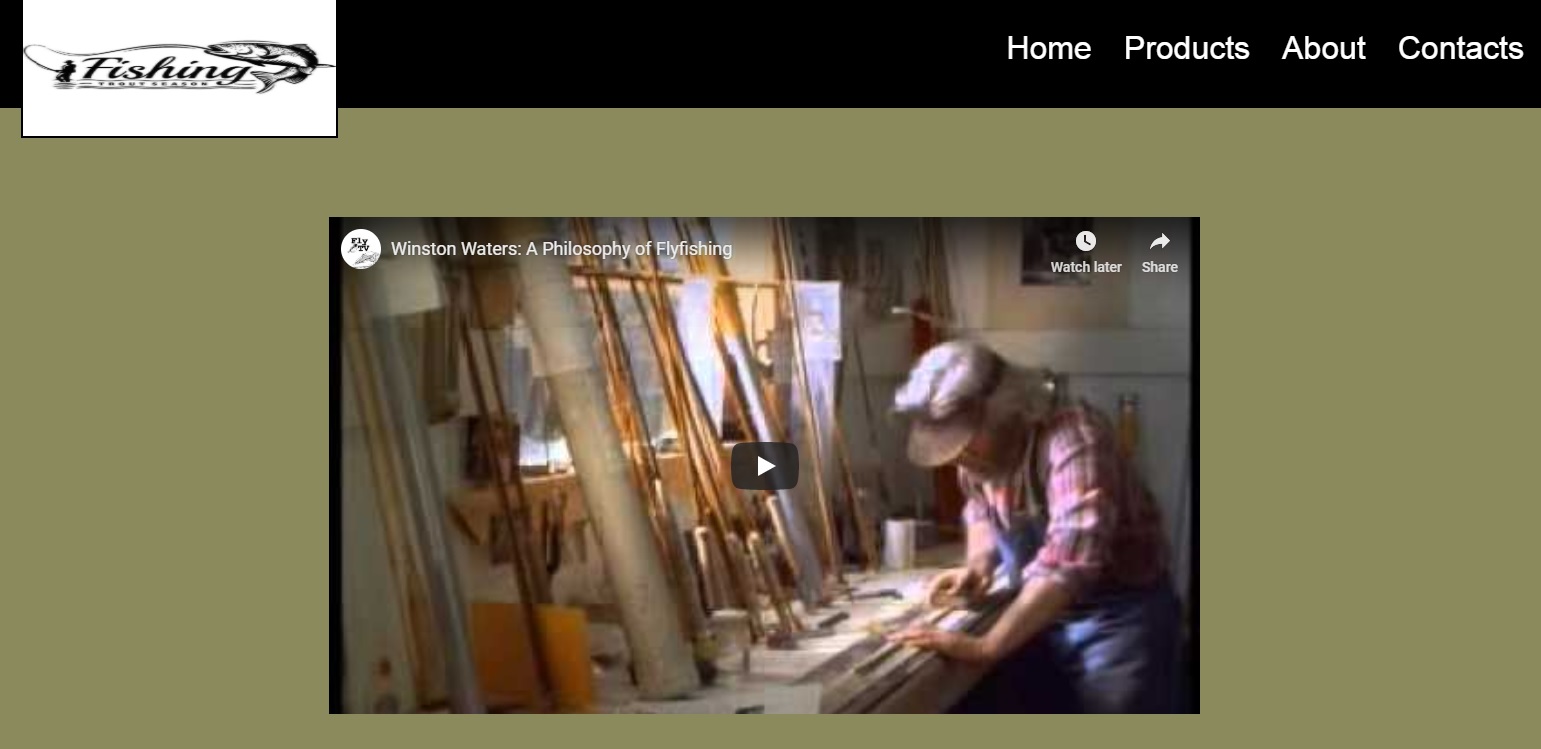 Fishing
TROUT SEASON
Home Products About Contacts
Fly
TV
Winston Waters: A Philosophy of Flyfishing
Watch later Share